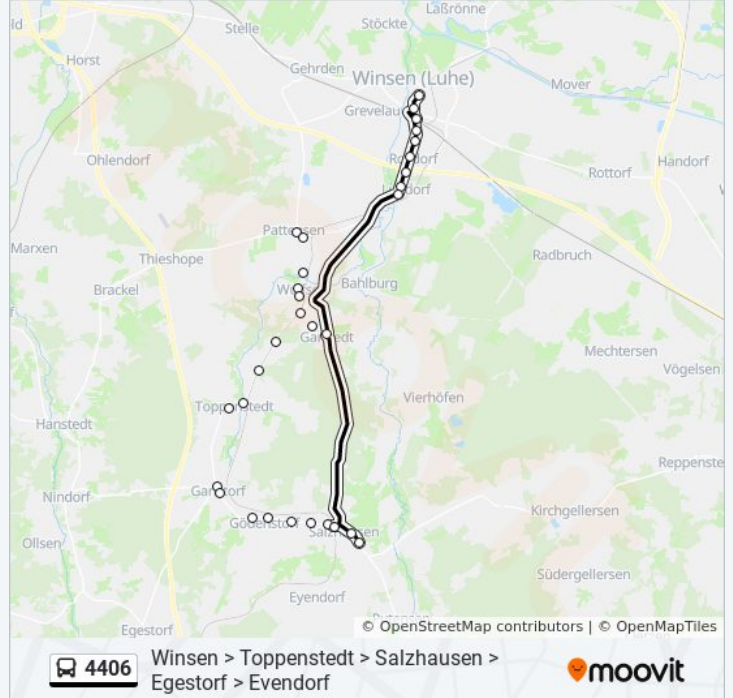 Laßrönne
Stelle
Stöckte
Horst
Gehrden
Winsen (Luhe)
Mover
Ohlendorf
Handorf
Rottorf
Pattensen
Marxen
Thieshope
Radbruch
Brackel
Bahlburg
Mechtersen
Vögelsen
Vierhöfen
Toppenstedt
Hanstedt
Nindorf
Kirchgellersen
Ollsen
Südergellersen
Eyendorf
Egestorf
© OpenStreetMap contributors | © OpenMapTiles
4406
Winsen > Toppenstedt > Salzhausen >
Egestorf > Evendorf
moovit